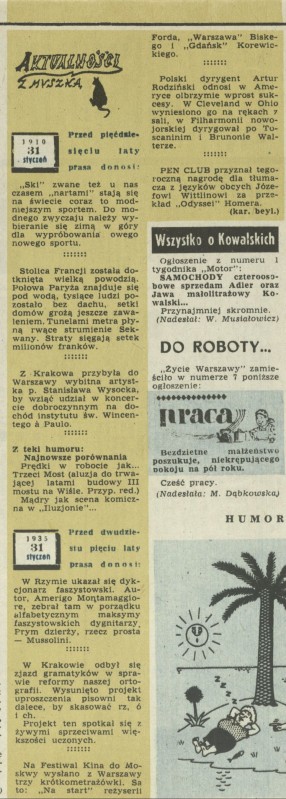 AKTUALNOŚCI
Z MUSZKĄ
1910
31
styczeń
Przed pięćdzie-
sięciu laty
prasa donosi:
„Ski" zwane też u nas
czasem „nartami" stają się
na świecie coraz to mod-
niejszym sportem. Do mo-
dnego zwyczaju należy wy-
bieranie się zimą w góry
dla wypróbowania owego
nowego sportu.
:::::::
Stolica Francji została do-
tknięta wielką powodzią.
Połowa Paryża znajduje się
pod wodą, tysiące ludzi po-
zostało bez dachu, setki
domów grożą jeszcze zawa-
leniem. Tunelami metra pły-
ną rwące strumienie Sek-
wany. Straty sięgają setek
milionów franków.
:::::::
Z Krakowa przybyła do
Warszawy wybitna artyst-
ka p. Stanisława Wysocka,
by wziąć udział w koncer-
cie dobroczynnym na do-
chód instytutu św. Wincen-
tego à Paulo.
:::::::
Z teki humoru:
Najnowsze porównania
Prędki w robocie jak...
Trzeci Most (aluzja do trwa-
jącej latami budowy III
mostu na Wiśle. Przyp. red.)
Mądry jak scena komicz-
na w „Iluzjonie"...
1935
31
styczeń
Przed dwudzie-
stu pięciu laty
prasa donosi:
W Rzymie ukazał się dyk-
cjonarz faszystowski. Au-
tor, Amerigo Montamaggio-
re, zebrał tam w porządku
alfabetycznym maksymy
faszystowskich dygnitarzy.
Prym dzierży, rzecz prosta
— Mussolini.
:::::::
W Krakowie odbył się
zjazd gramatyków w spra-
wie reformy naszej orto-
grafii. Wysunięto projekt
uproszczenia pisowni tak
dalece, by skasować rz, ó
i ch.
Projekt ten spotkał się z
żywymi sprzeciwami wię-
kszości uczonych.
:::::::
Na Festiwal Kina do Mo-
skwy wysłano z Warszawy
trzy krótkometrażówki. Są
to: „Na start" reżyserii
Forda, „Warszawa" Biske-
go i „Gdańsk" Korewic-
kiego.
:::::::
Polski dyrygent Artur
Rodziński odnosi w Ame-
ryce olbrzymie wprost suk-
cesy. W Cleveland w Ohio
wyniesiono go na rękach z
sali, w Filharmonii nowo-
jorskiej dyrygował po To-
scaninim i Brunonie Wal-
terze.
:::::::
PEN CLUB przyznał tego-
roczną nagrodę dla tłuma-
cza z języków obcych Józe-
fowi Wittlinowi za prze-
kład „Odyssei" Homera.
(kar. beyl.)
Wszystko o Kowalskich
Ogłoszenie z numeru 1
tygodnika „Motor":
SAMOCHODY czteroosо-
bowe sprzedam Adler oraz
Jawa małolitrażowy Ko-
walski...
Przynajmniej skromnie.
(Nadesłał: W. Musiałowicz)
DO ROBOTY...
„Życie Warszawy" zamie-
ściło w numerze 7 poniższe
ogłoszenie:
praca
Bezdzietne małżeństwo
poszukuje, niekrępującego
pokoju na pół roku.
Cześć pracy.
(Nadesłała: M. Dąbkowska)
HUMOR